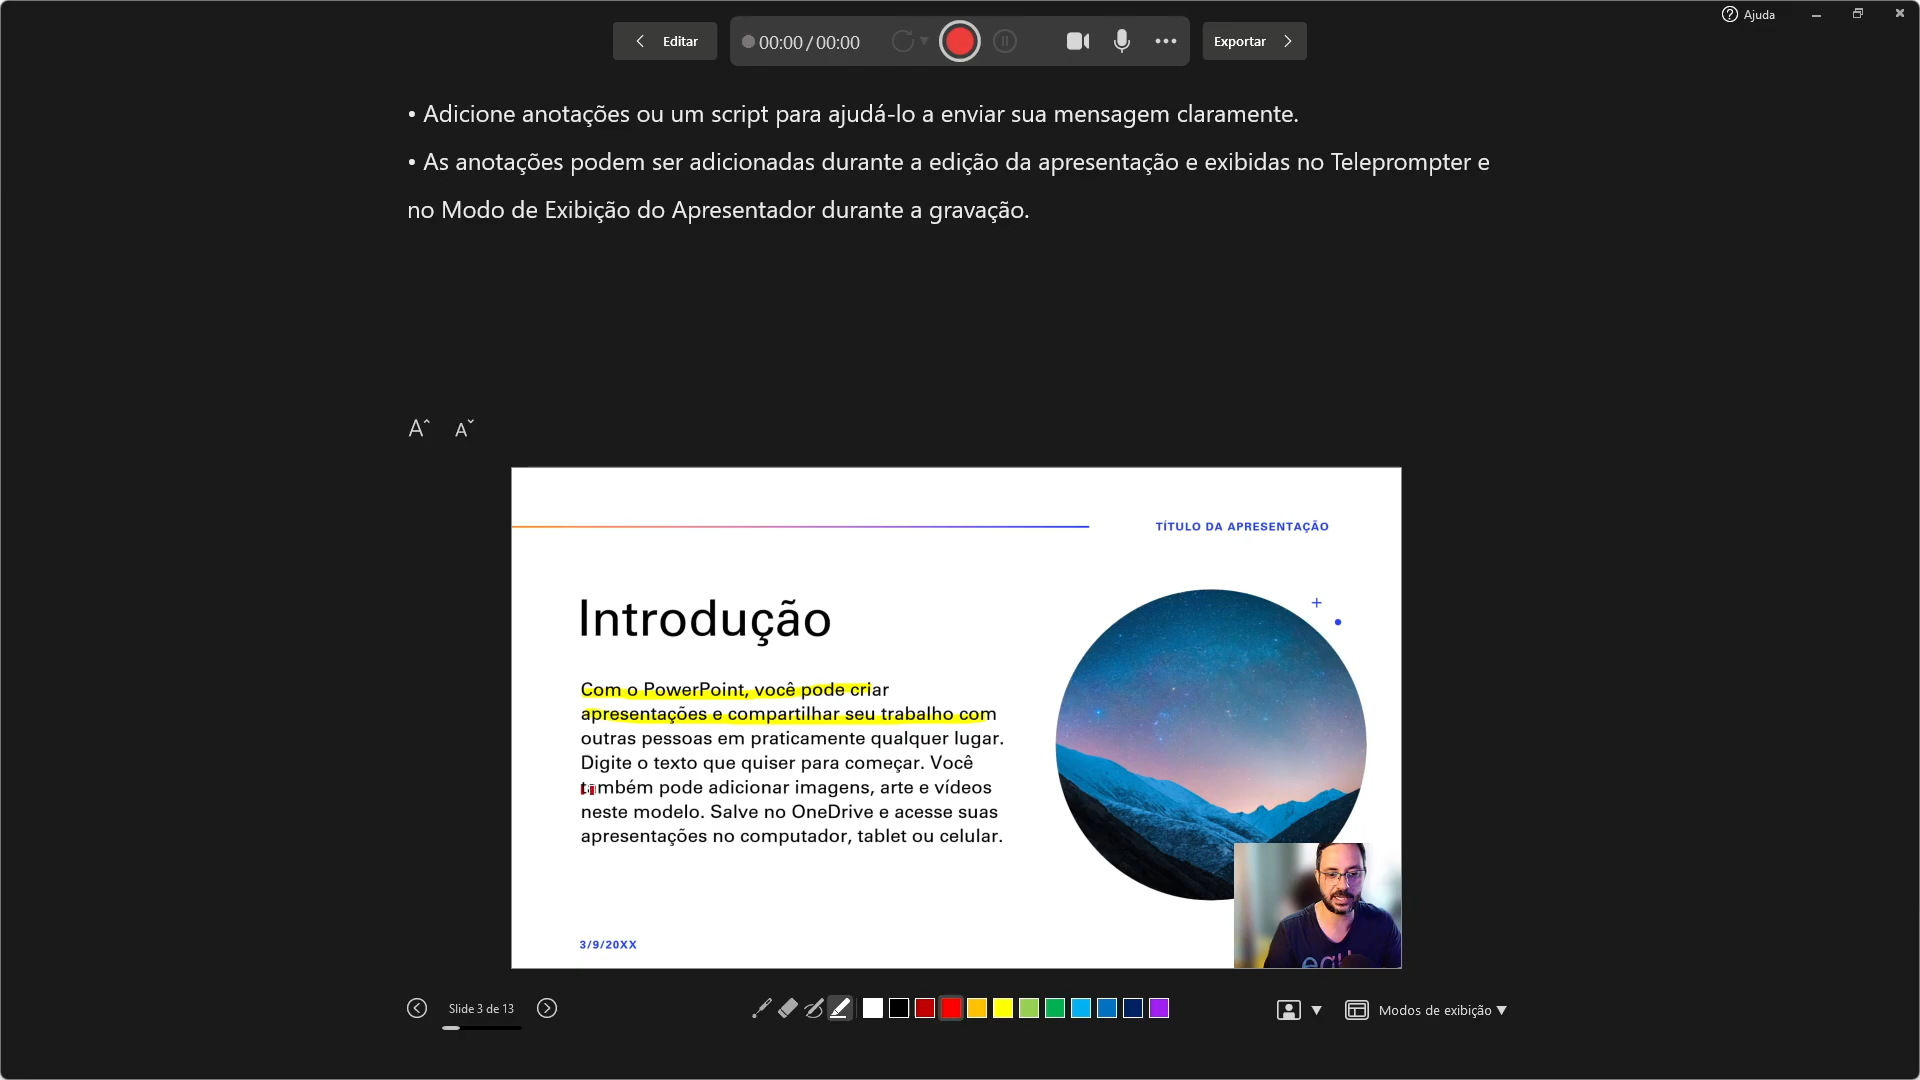 Ajuda
Editar
00:00 / 00:00
Exportar
• Adicione anotações ou um script para ajudá-lo a enviar sua mensagem claramente.
• As anotações podem ser adicionadas durante a edição da apresentação e exibidas no Teleprompter e
no Modo de Exibição do Apresentador durante a gravação.
A A
TÍTULO DA APRESENTAÇÃO
Introdução
Com o PowerPoint, você pode criar
apresentações e compartilhar seu trabalho com
outras pessoas em praticamente qualquer lugar.
Digite o texto que quiser para começar. Você
também pode adicionar imagens, arte e vídeos
neste modelo. Salve no OneDrive e acesse suas
apresentações no computador, tablet ou celular.
3/9/20XX
Slide 3 de 13
Modos de exibição